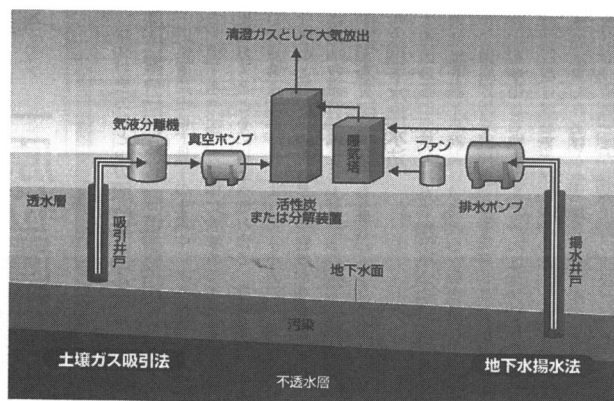 清澄ガスとして大気放出
気液分離機
真空ポンプ
曝気塔
ファン
透水層
吸引井戸
活性炭
または分解装置
排水ポンプ
揚水井戸
地下水面
汚染
土壌ガス吸引法
地下水揚水法
不透水層